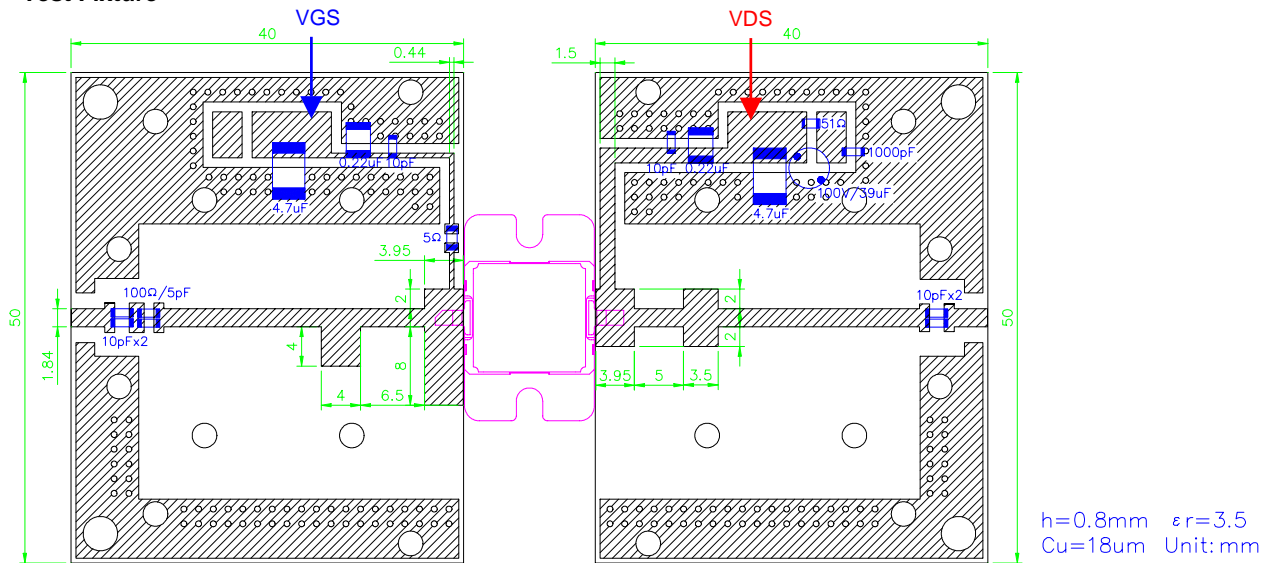 VGS
VDS
40
0.44
1.5
40
0.22uF
10pF
4.7uF
5Ω
3.95
100Ω/5pF
10pFx2
2
50
1.84
4
8
4
6.5
10pF
0.22uF
51Ω
1000pF
100V/39uF
4.7uF
10pFx2
2
2
3.95
5
3.5
50
h=0.8mm εr=3.5
Cu=18um Unit:mm